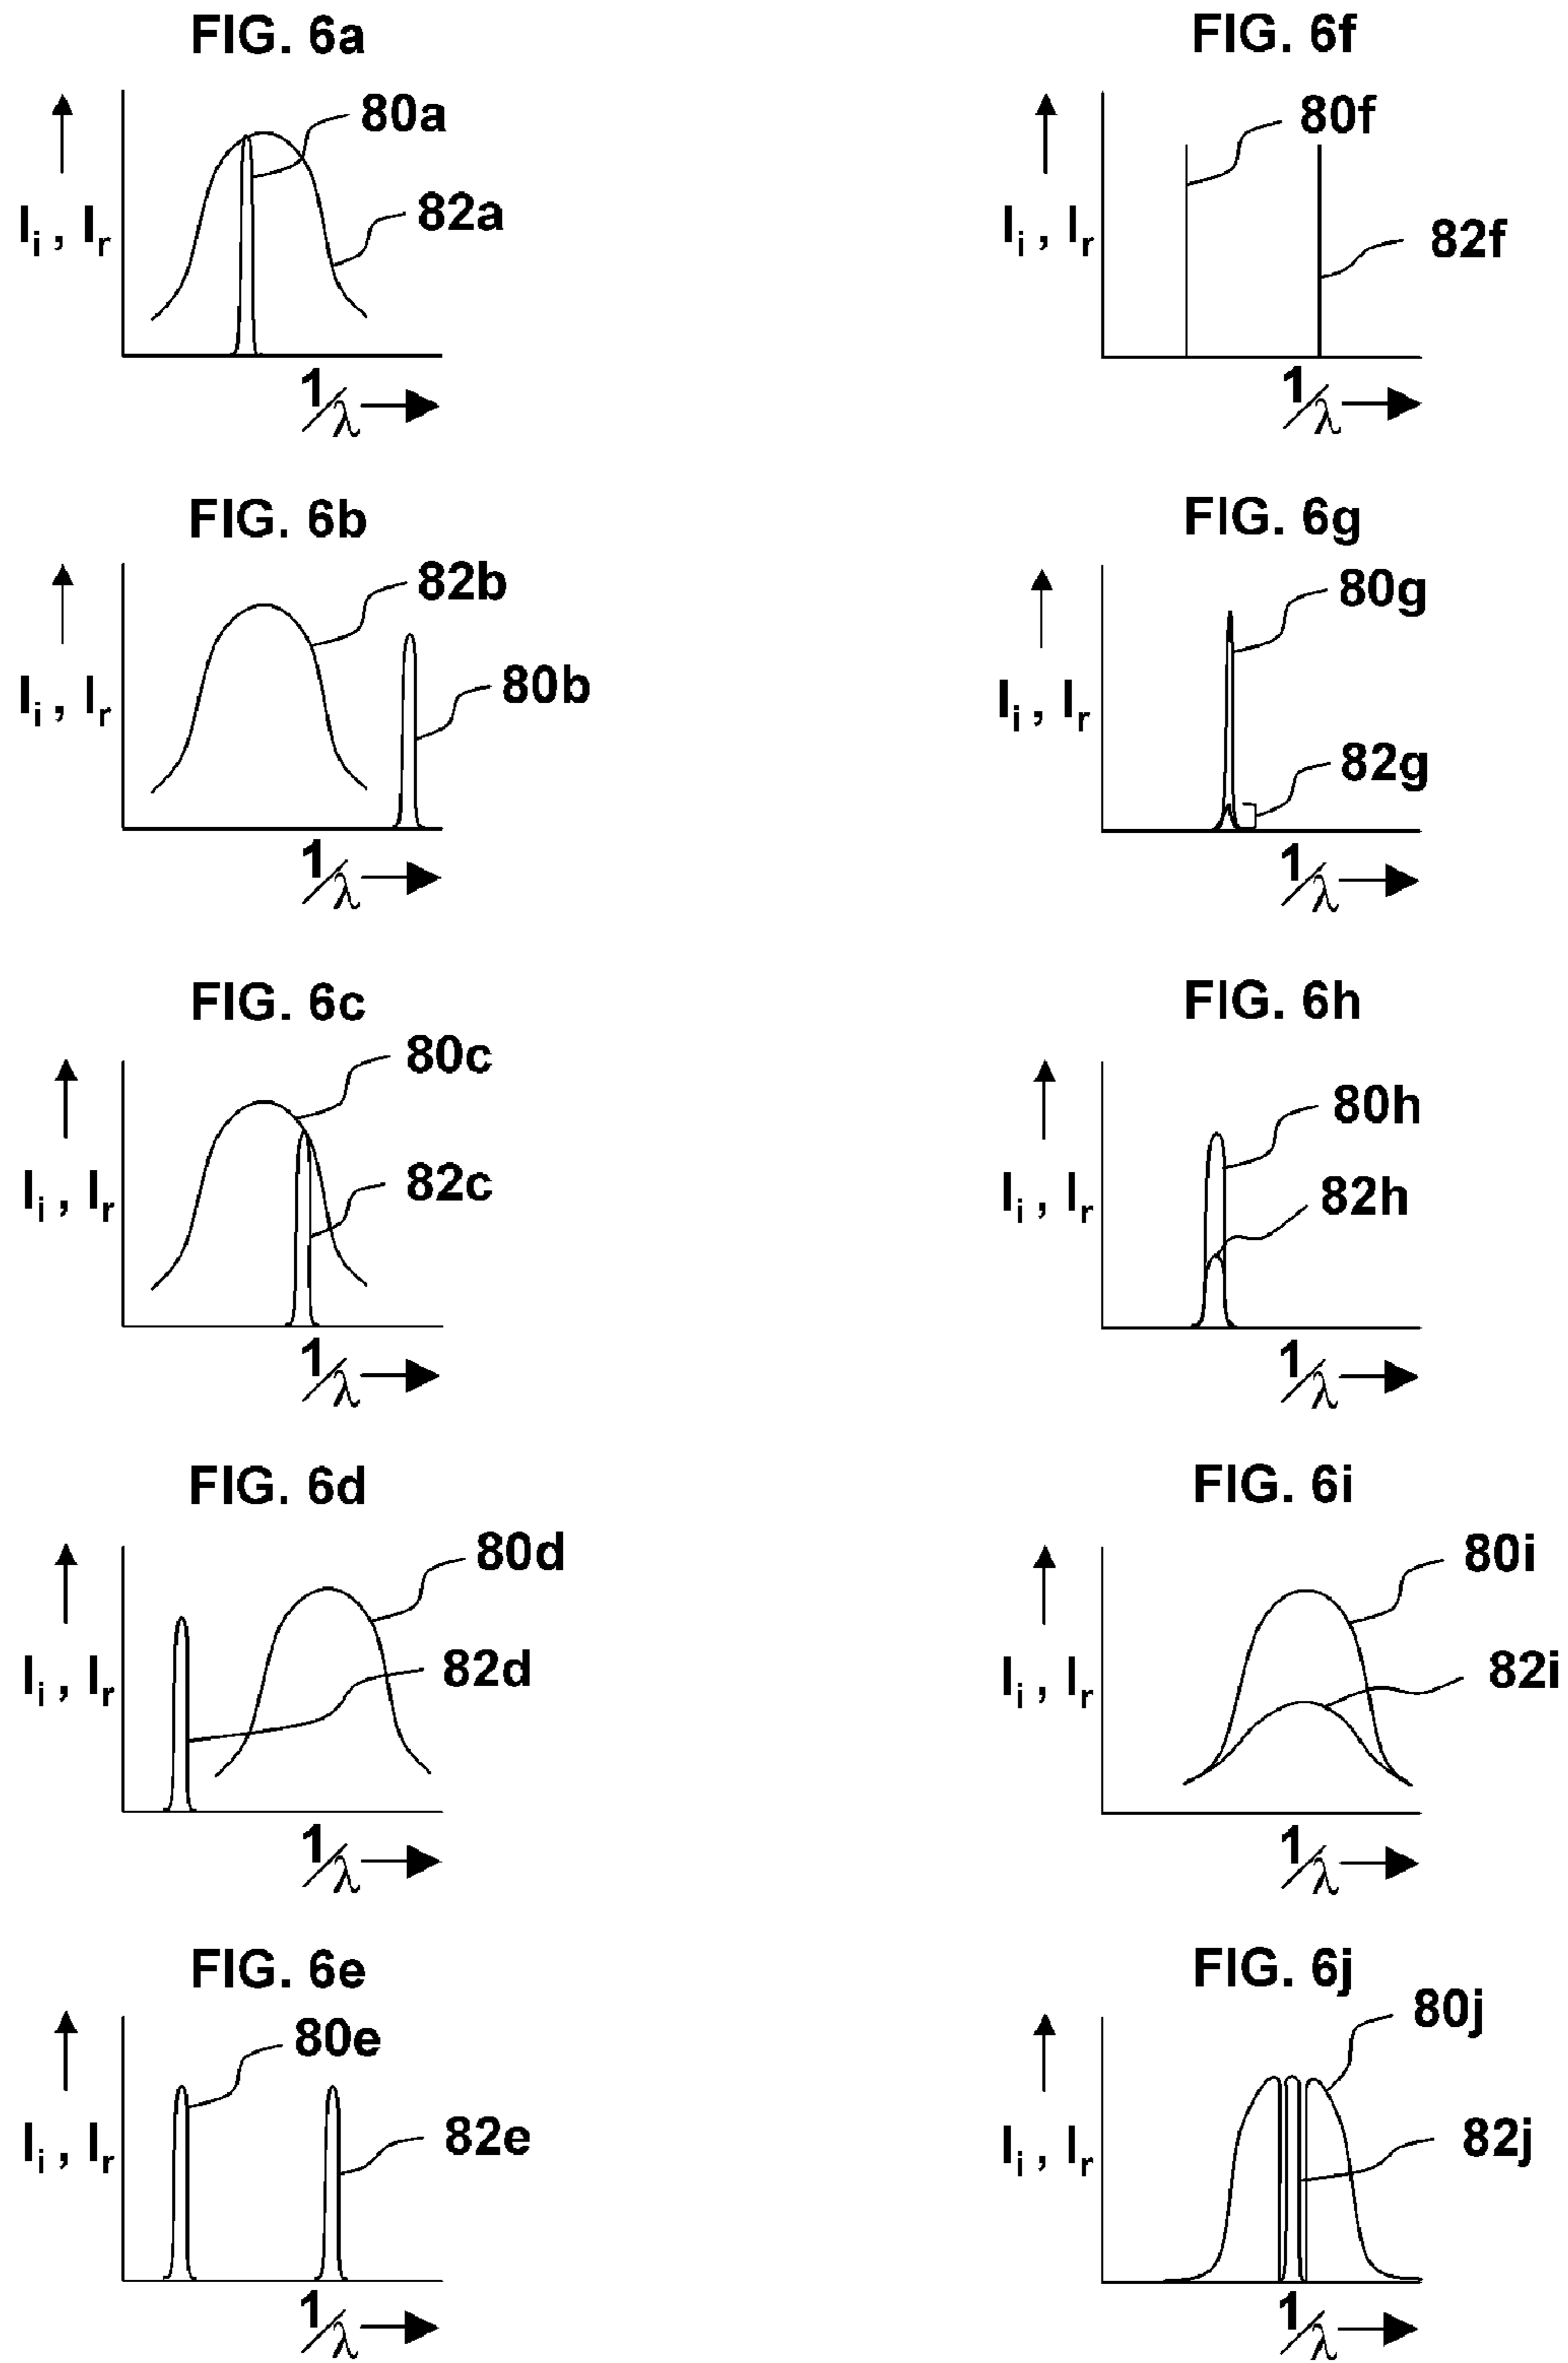 FIG. 6a
80a
82a
Ii , Ir
1/λ
FIG. 6b
82b
80b
Ii , Ir
1/λ
FIG. 6c
80c
82c
Ii , Ir
1/λ
FIG. 6d
80d
82d
Ii , Ir
1/λ
FIG. 6e
80e
82e
Ii , Ir
1/λ
FIG. 6f
80f
82f
Ii , Ir
1/λ
FIG. 6g
80g
82g
Ii , Ir
1/λ
FIG. 6h
80h
82h
Ii , Ir
1/λ
FIG. 6i
80i
82i
Ii , Ir
1/λ
FIG. 6j
80j
82j
Ii , Ir
1/λ